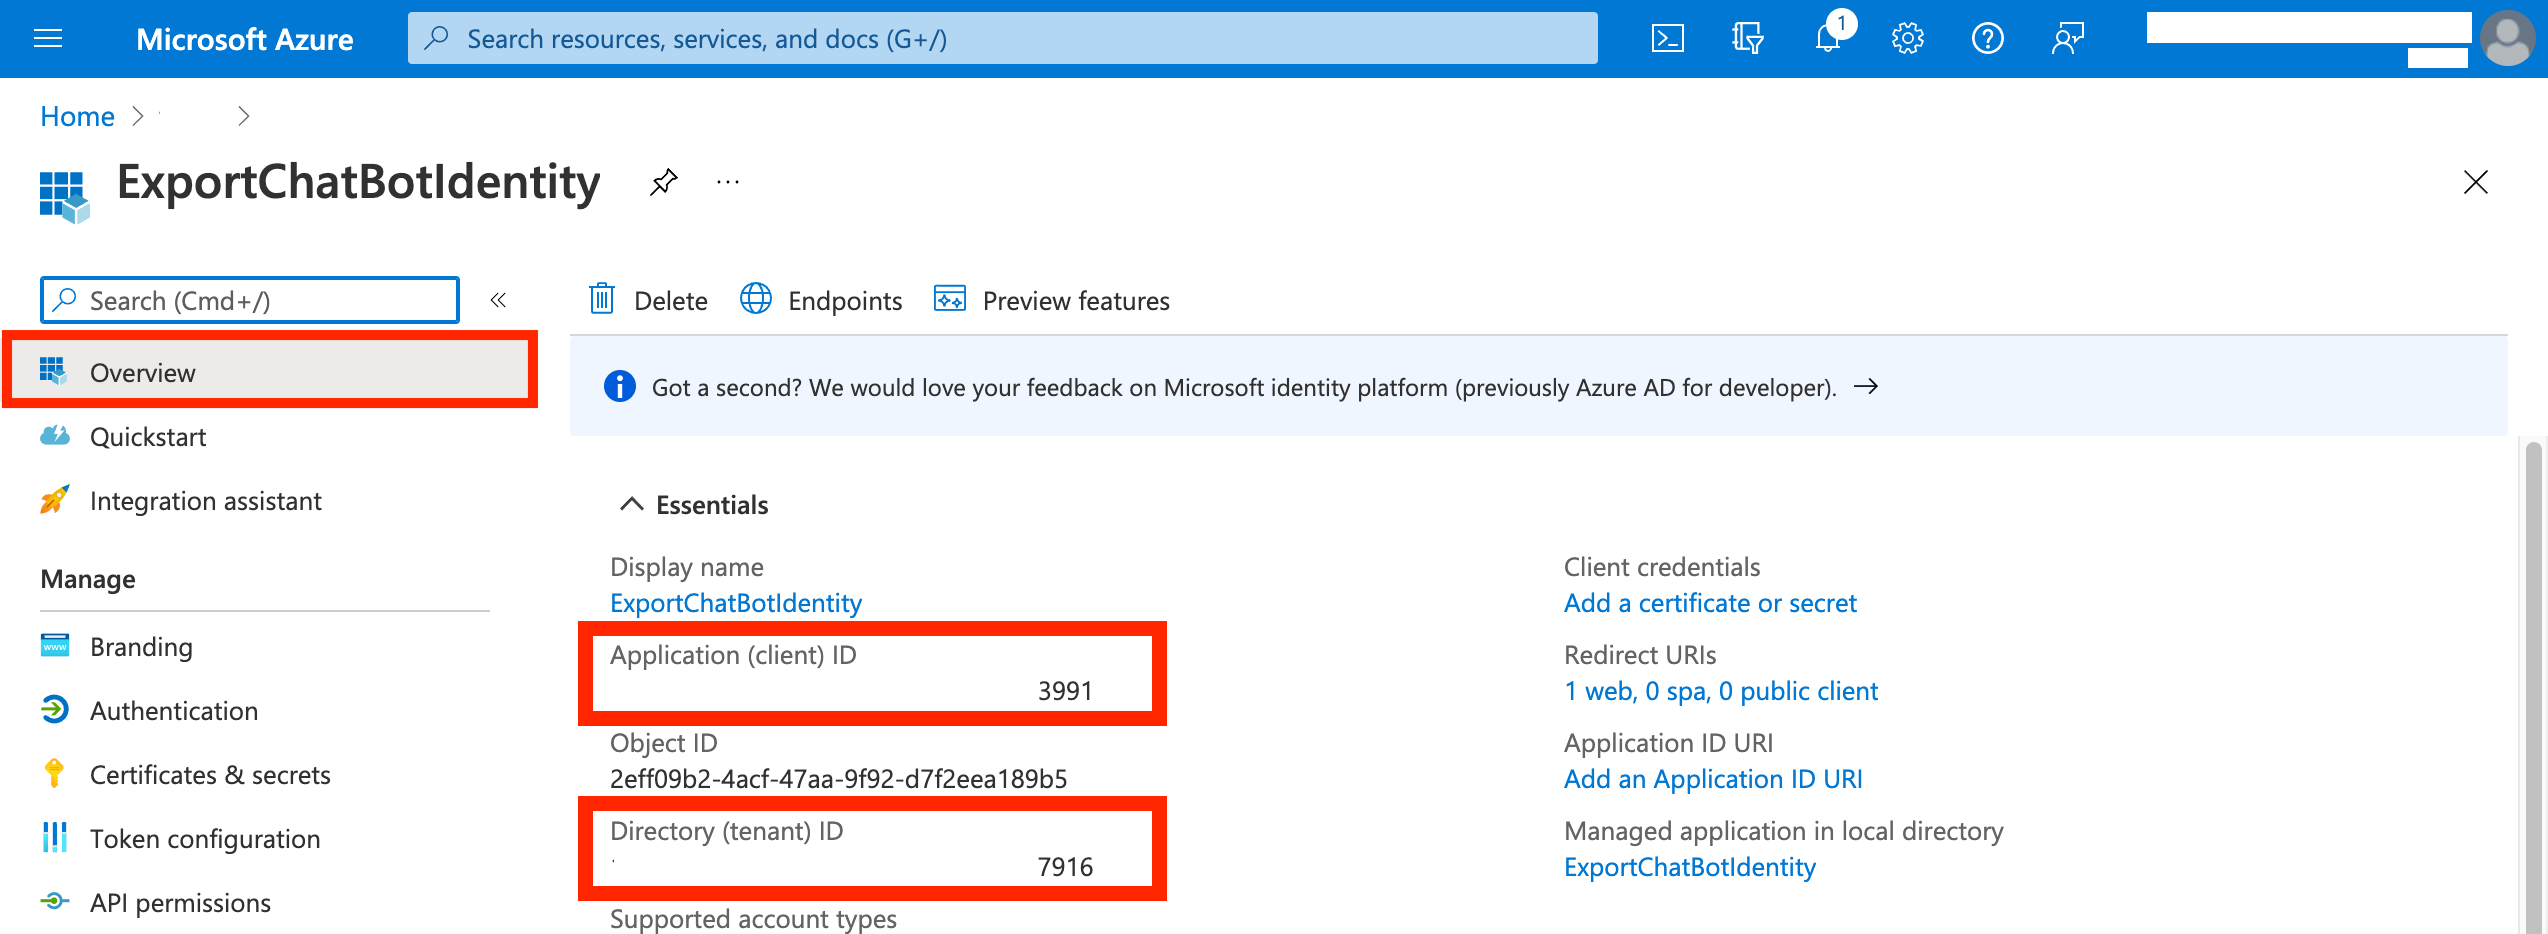 Microsoft Azure
Search resources, services, and docs (G+/)
1
Home
ExportChatBotIdentity
Search (Cmd+/)
Delete
Endpoints
Preview features
Overview
Got a second? We would love your feedback on Microsoft identity platform (previously Azure AD for developer).
Quickstart
Integration assistant
Manage
Branding
www
Authentication
Certificates & secrets
Token configuration
API permissions
Essentials
Display name
ExportChatBotIdentity
Application (client) ID
3991
Object ID
2eff09b2-4acf-47aa-9f92-d7f2eea189b5
Directory (tenant) ID
7916
Supported account types
Client credentials
Add a certificate or secret
Redirect URIs
1 web, 0 spa, 0 public client
Application ID URI
Add an Application ID URI
Managed application in local directory
ExportChatBotIdentity